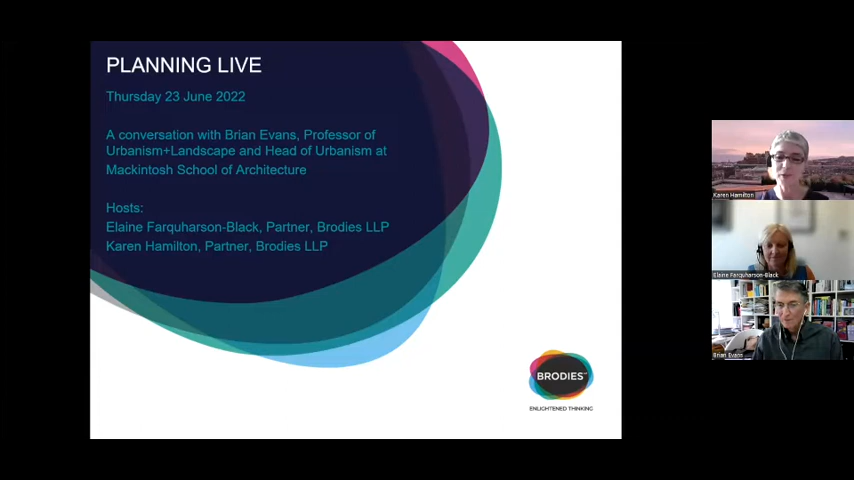 PLANNING LIVE
Thursday 23 June 2022
A conversation with Brian Evans, Professor of
Urbanism+Landscape and Head of Urbanism at
Mackintosh School of Architecture
Hosts:
Elaine Farquharson-Black, Partner, Brodies LLP
Karen Hamilton, Partner, Brodies LLP
BRODIES™
ENLIGHTENED THINKING
Karen Hamilton
Elaine Farquharson-Black
Brian Evans